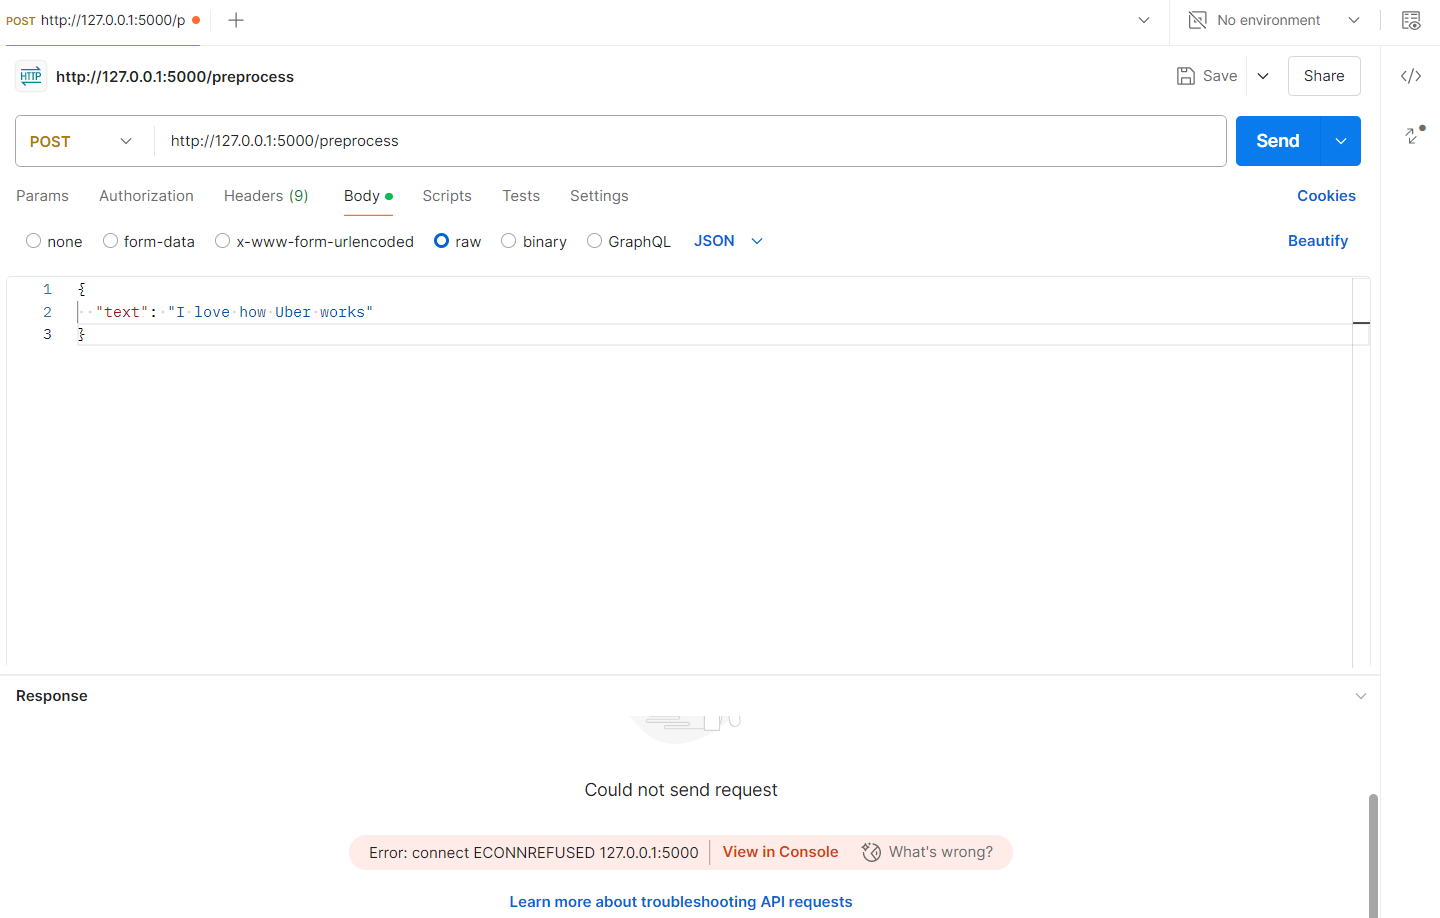 POST http://127.0.0.1:5000/p
No environment
HTTP http://127.0.0.1:5000/preprocess
Save
Share
POST http://127.0.0.1:5000/preprocess
Send
Params Authorization Headers (9) Body Scripts Tests Settings Cookies
none form-data x-www-form-urlencoded raw binary GraphQL JSON Beautify
1 {
2 "text": "I love how Uber works"
3 }
Response
Could not send request
Error: connect ECONNREFUSED 127.0.0.1:5000 View in Console What's wrong?
Learn more about troubleshooting API requests